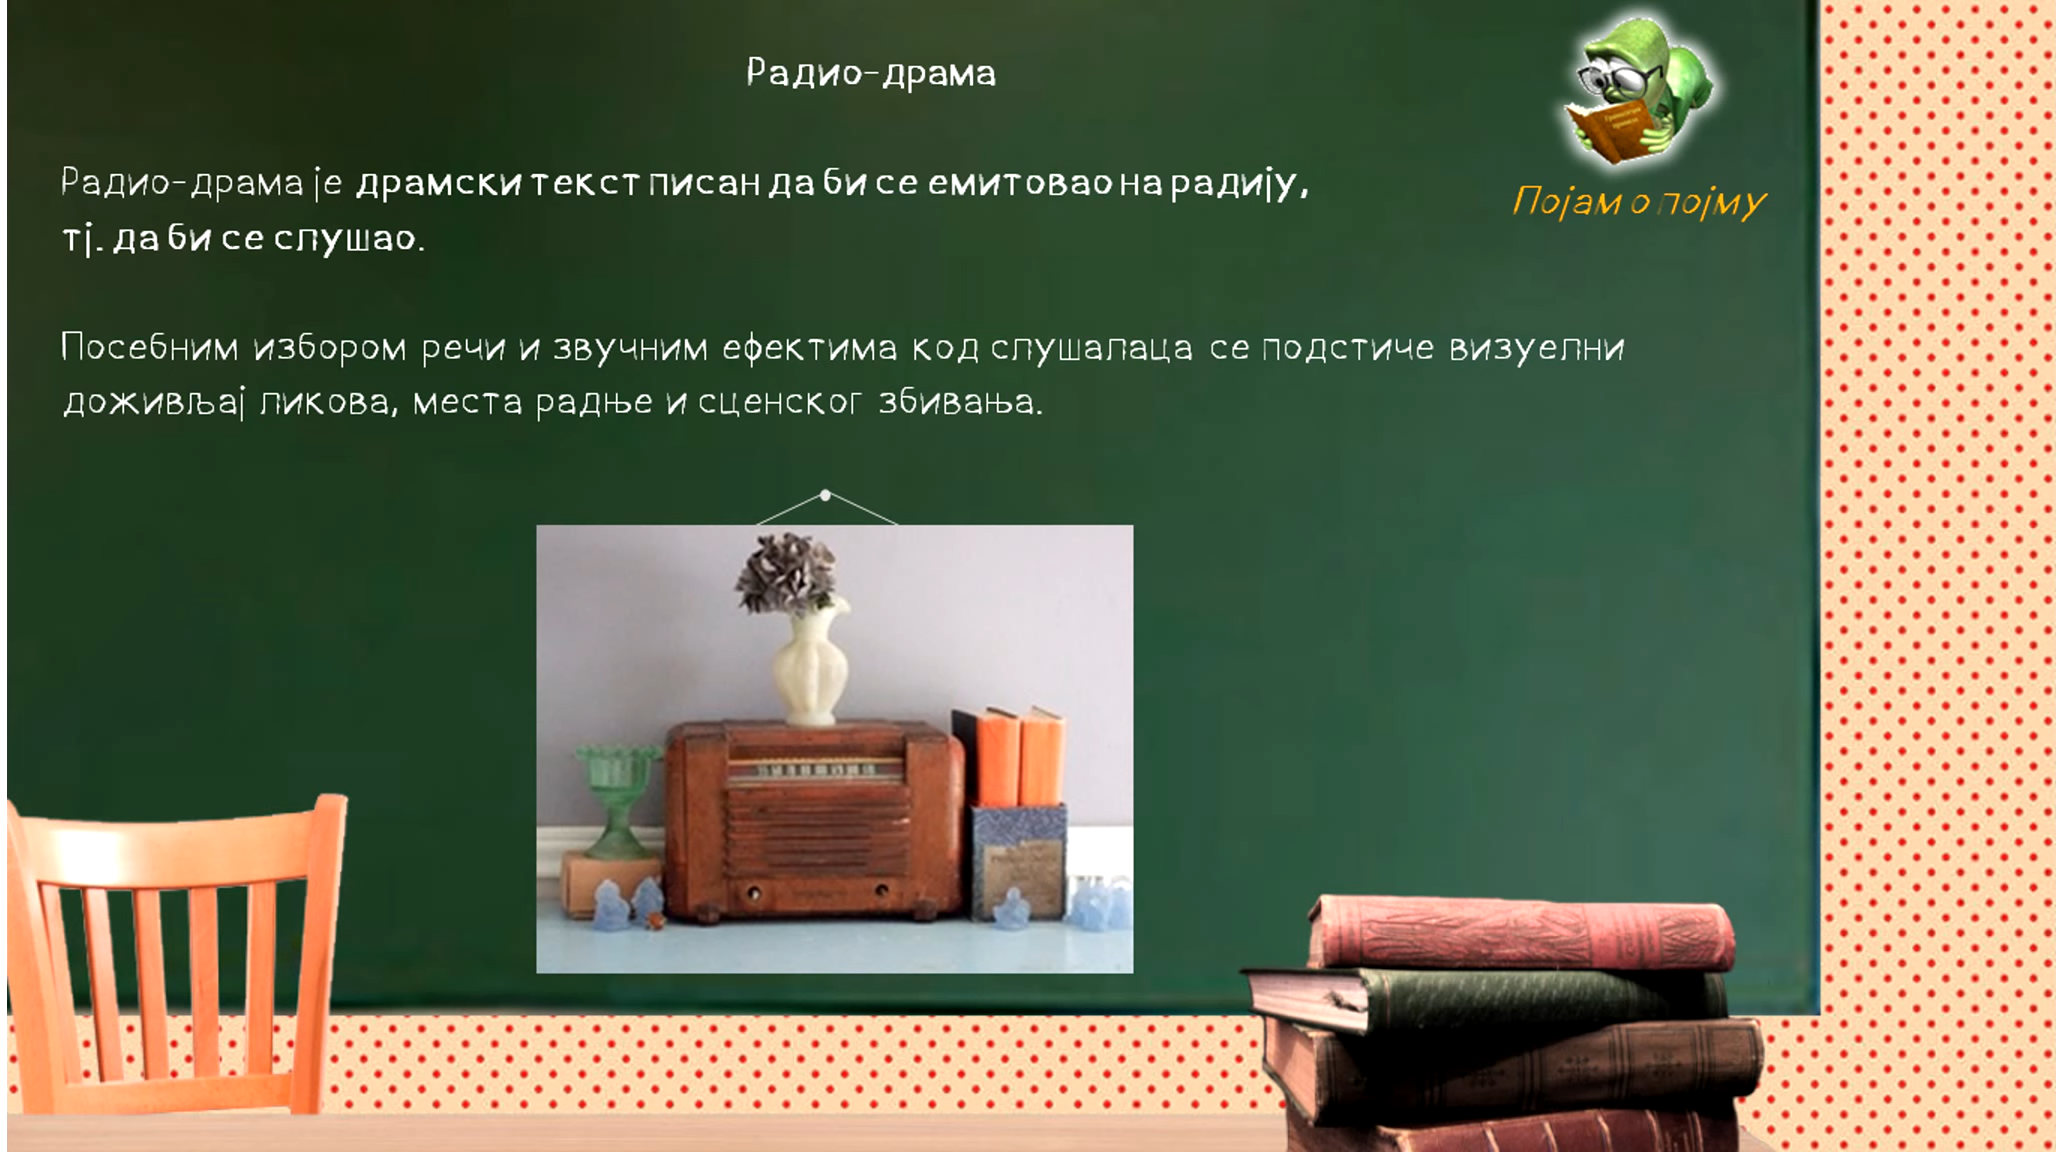 Радио-драма
Радио-драма је драмски текст писан да би се емитовао на радију,
тј. да би се слушао.
Појам о појму
Посебним избором речи и звучним ефектима код слушалаца се подстиче визуелни
доживљај ликова, места радње и сценског збивања.